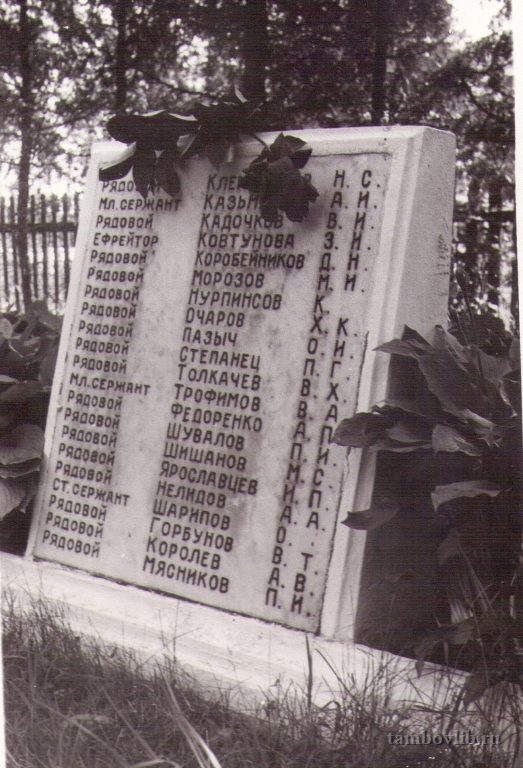 РЯДОВОЙ Н. С.
МЛ. СЕРЖАНТ А. И.
РЯДОВОЙ КАДОЧКОВ В. И.
ЕФРЕЙТОР КОВТУНОВА З. И.
РЯДОВОЙ КОРОБЕЙНИКОВ Д. Н.
РЯДОВОЙ МОРОЗОВ М. И.
РЯДОВОЙ НУРПИНСОВ К.
РЯДОВОЙ ОЧАРОВ Х. К.
РЯДОВОЙ ПАЗЫЧ О. И.
РЯДОВОЙ СТЕПАНЕЦ П. Г.
РЯДОВОЙ ТОЛКАЧЕВ В. Х.
МЛ. СЕРЖАНТ ТРОФИМОВ В. А.
РЯДОВОЙ ФЕДОРЕНКО А. П.
РЯДОВОЙ ШУВАЛОВ П. И.
РЯДОВОЙ ШИШАНОВ М. С.
РЯДОВОЙ ЯРОСЛАВЦЕВ И. П.
РЯДОВОЙ НЕЛИДОВ А. А.
СТ. СЕРЖАНТ ШАРИПОВ О.
РЯДОВОЙ ГОРБУНОВ В. Т.
РЯДОВОЙ КОРОЛЕВ А. В.
РЯДОВОЙ МЯСНИКОВ П. И.
tambovlib.ru